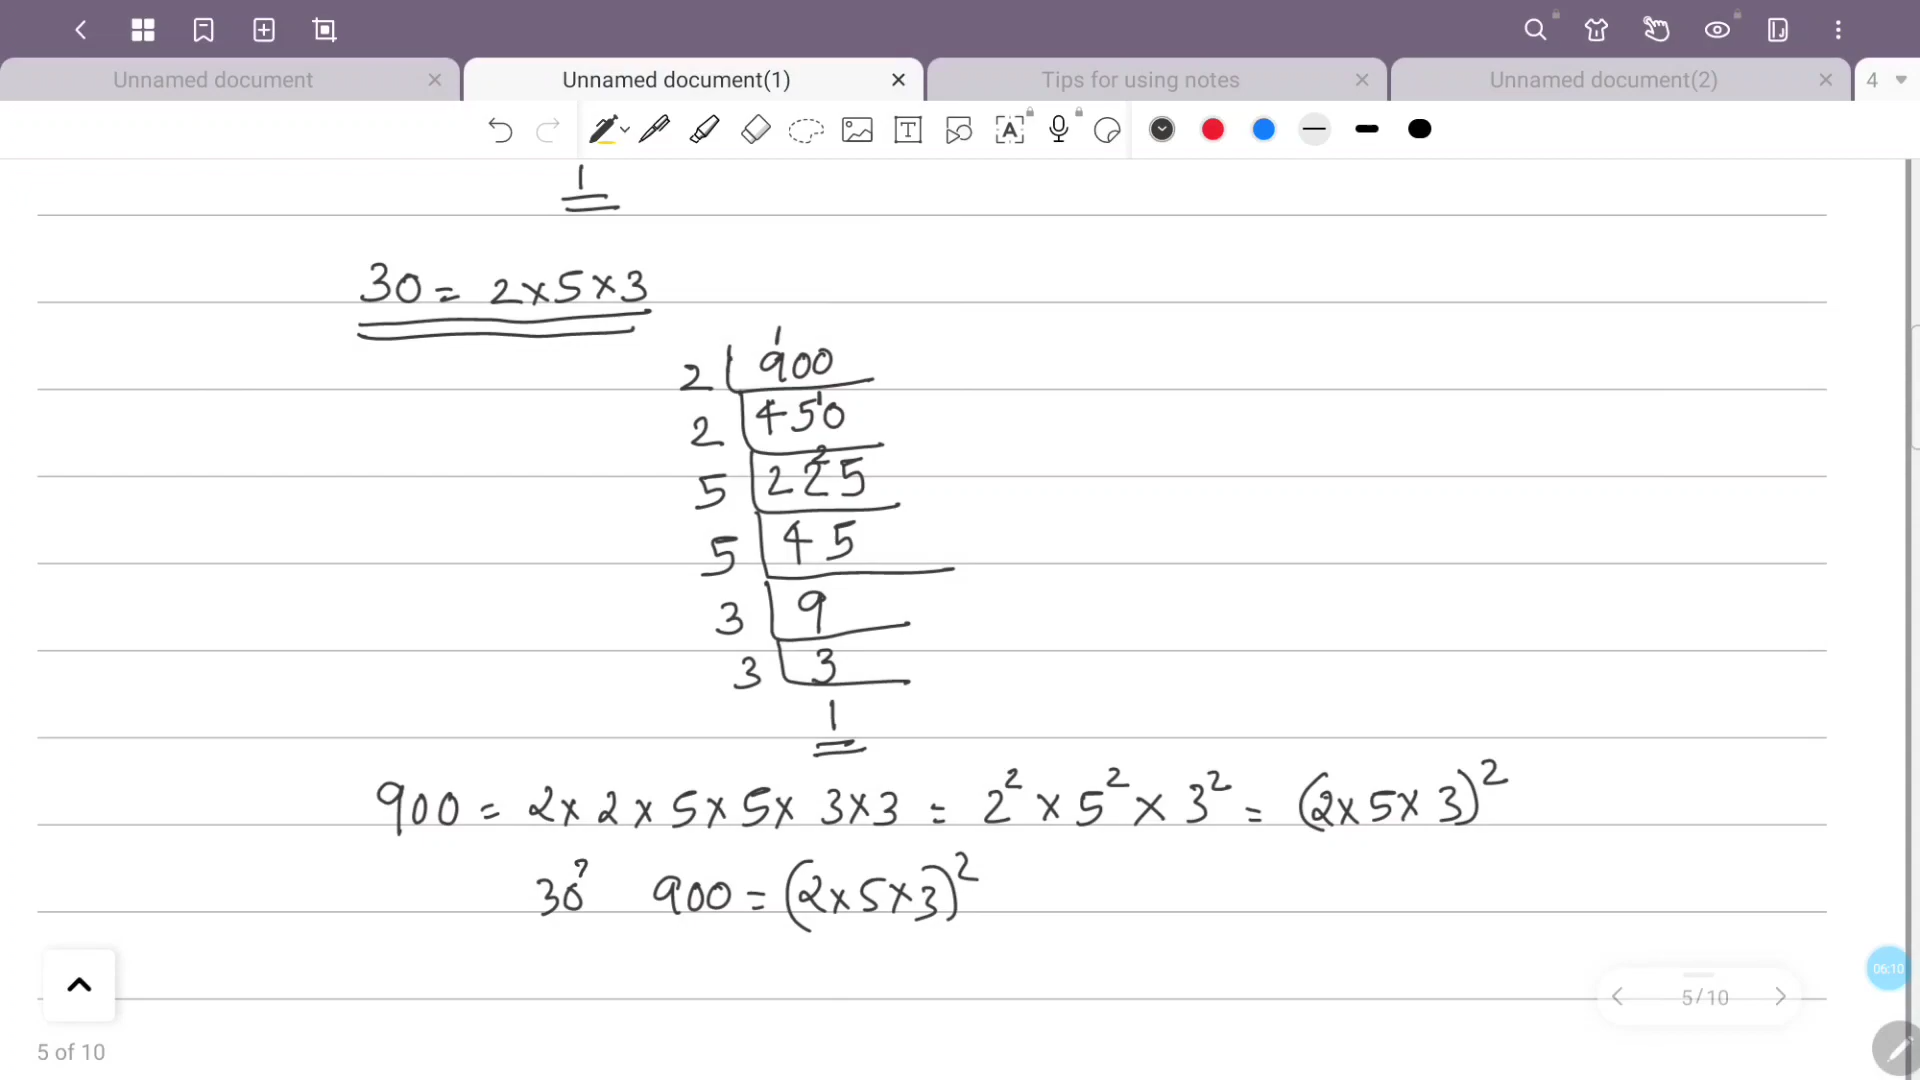 Unnamed document
Unnamed document(1)
Tips for using notes
Unnamed document(2)
4
1
30 = 2×5×3
2 900
2 450
5 225
5 45
3 9
3 3
1
900 = 2×2×5×5×3×3 = 2² × 5² × 3² = (2×5×3)²
30² 900 = (2×5×3)²
06:10
5/10
5 of 10